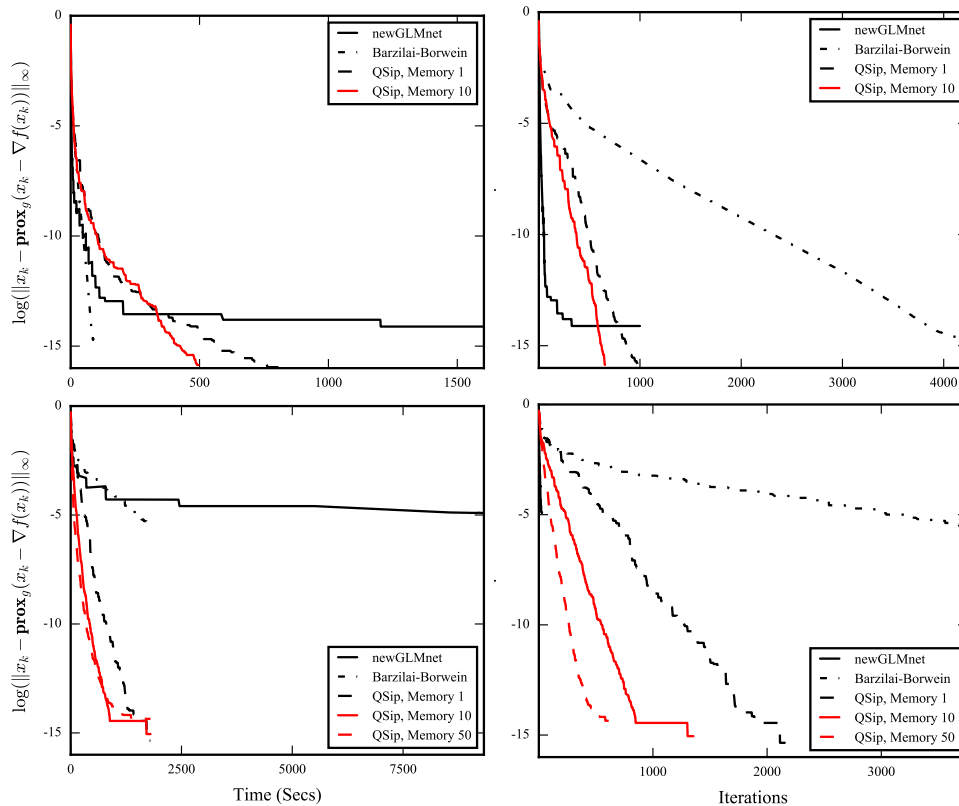 0
-5
-10
-15
0
500
1000
1500
log(‖x_k − prox_g(x_k − ∇f(x_k))‖_∞)
newGLMnet
Barzilai-Borwein
QSip, Memory 1
QSip, Memory 10
0
-5
-10
-15
1000
2000
3000
4000
newGLMnet
Barzilai-Borwein
QSip, Memory 1
QSip, Memory 10
0
-5
-10
-15
0
2500
5000
7500
log(‖x_k − prox_g(x_k − ∇f(x_k))‖_∞)
Time (Secs)
newGLMnet
Barzilai-Borwein
QSip, Memory 1
QSip, Memory 10
QSip, Memory 50
0
-5
-10
-15
1000
2000
3000
Iterations
newGLMnet
Barzilai-Borwein
QSip, Memory 1
QSip, Memory 10
QSip, Memory 50